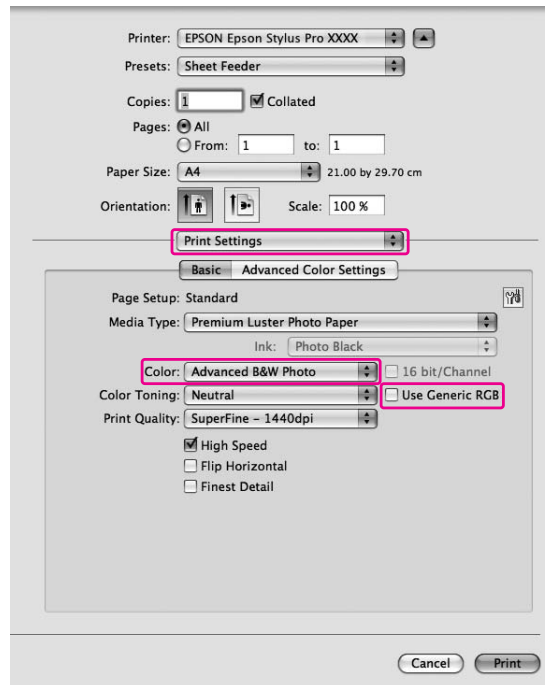 Printer: EPSON Epson Stylus Pro XXXX
Presets: Sheet Feeder
Copies: 1 Collated
Pages: All
From: 1 to: 1
Paper Size: A4 21.00 by 29.70 cm
Orientation: Scale: 100 %
Print Settings
Basic Advanced Color Settings
Page Setup: Standard
Media Type: Premium Luster Photo Paper
Ink: Photo Black
Color: Advanced B&W Photo 16 bit/Channel
Color Toning: Neutral Use Generic RGB
Print Quality: SuperFine – 1440dpi
High Speed
Flip Horizontal
Finest Detail
Cancel Print